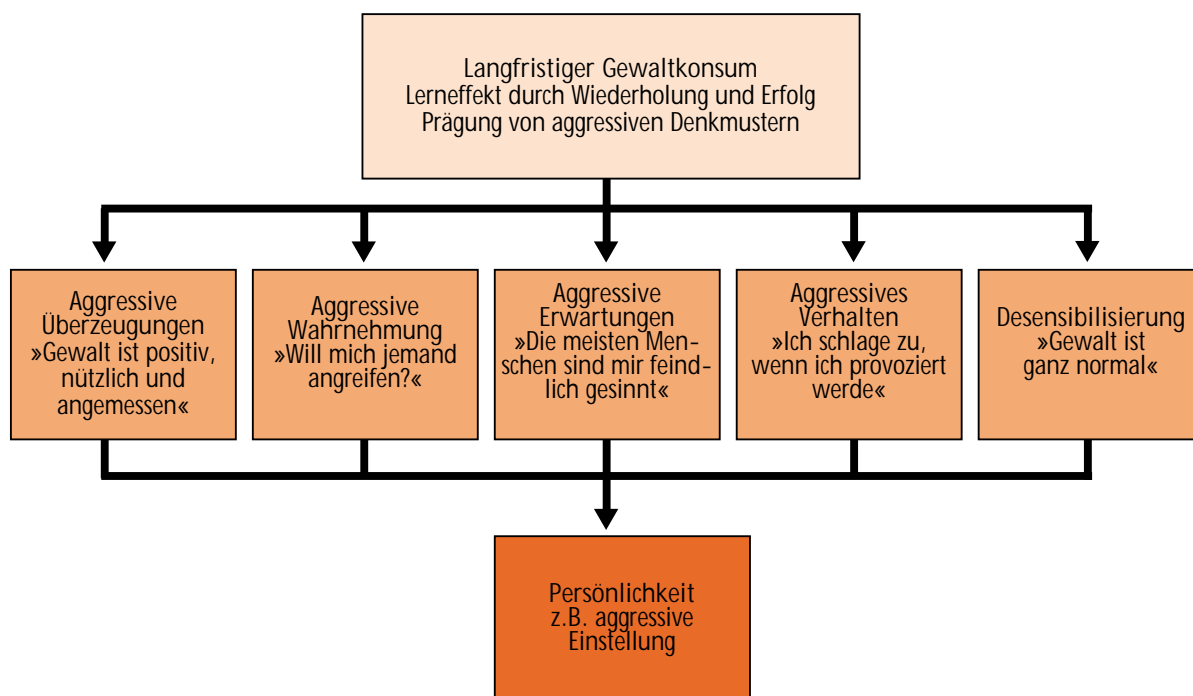 Langfristiger Gewaltkonsum
Lerneffekt durch Wiederholung und Erfolg
Prägung von aggressiven Denkmustern
Aggressive
Überzeugungen
»Gewalt ist positiv,
nützlich und
angemessen«
Aggressive
Wahrnehmung
»Will mich jemand
angreifen?«
Aggressive
Erwartungen
»Die meisten Men-
schen sind mir feind-
lich gesinnt«
Aggressives
Verhalten
»Ich schlage zu,
wenn ich provoziert
werde«
Desensibilisierung
»Gewalt ist
ganz normal«
Persönlichkeit
z.B. aggressive
Einstellung